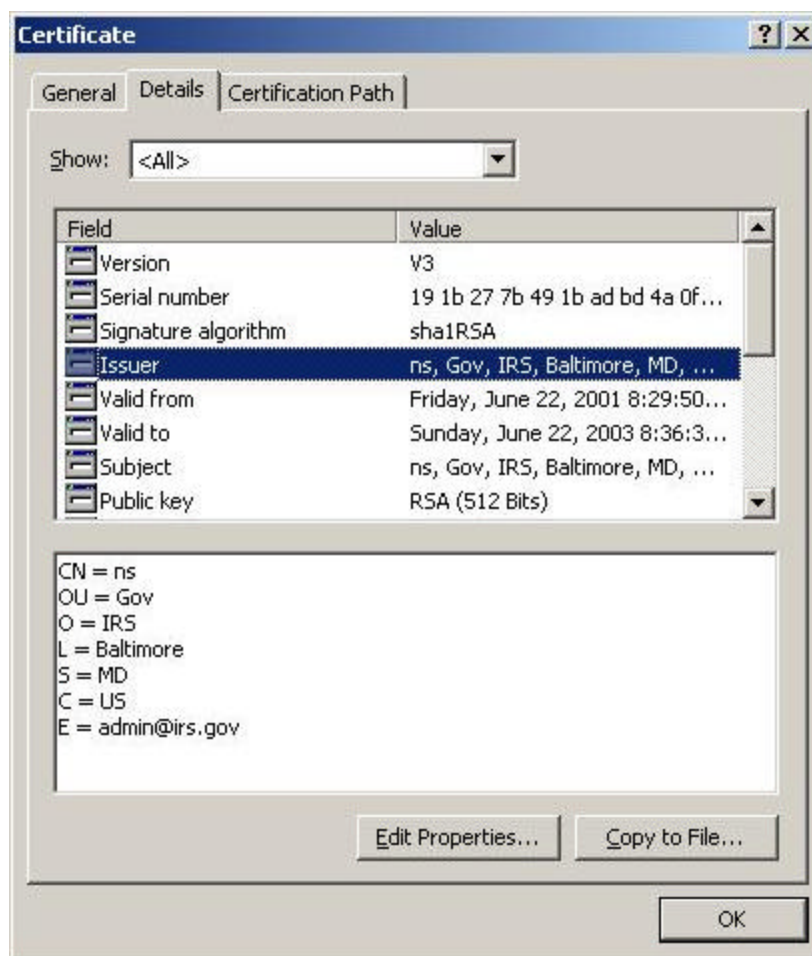 Certificate
General Details Certification Path
Show: <All>
Field Value
Version V3
Serial number 19 1b 27 7b 49 1b ad bd 4a 0f...
Signature algorithm sha1RSA
Issuer ns, Gov, IRS, Baltimore, MD, ...
Valid from Friday, June 22, 2001 8:29:50...
Valid to Sunday, June 22, 2003 8:36:3...
Subject ns, Gov, IRS, Baltimore, MD, ...
Public key RSA (512 Bits)
CN = ns
OU = Gov
O = IRS
L = Baltimore
S = MD
C = US
E = admin@irs.gov
Edit Properties... Copy to File...
OK